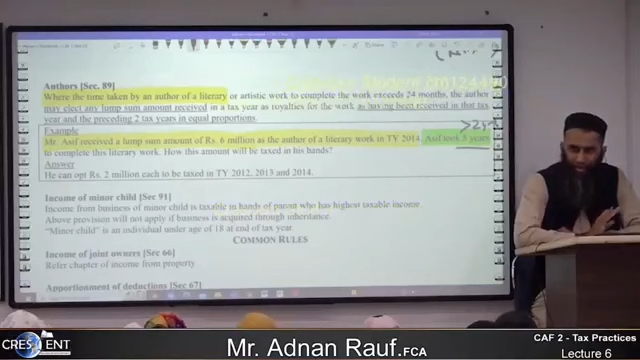 Authors [Sec. 89]
Where the time taken by an author of a literary or artistic work to complete the work exceeds 24 months, the author
may elect any lump sum amount received in a tax year as royalties for the work as having been received in that tax
year and the preceding 2 tax years in equal proportions.
Example
Mr. Asif received a lump sum amount of Rs. 6 million as the author of a literary work in TY 2014. Asif took 3 years
to complete this literary work. How this amount will be taxed in his hands?
Answer
He can opt Rs. 2 million each to be taxed in TY 2012, 2013 and 2014.
Income of minor child [Sec 91]
Income from business of minor child is taxable in hands of parent who has highest taxable income.
Above provision will not apply if business is acquired through inheritance.
"Minor child" is an individual under age of 18 at end of tax year.
COMMON RULES
Income of joint owners [Sec 66]
Refer chapter of income from property
Apportionment of deductions [Sec 67]
CRESCENT
Mr. Adnan Rauf.FCA
CAF 2 - Tax Practices
Lecture 6